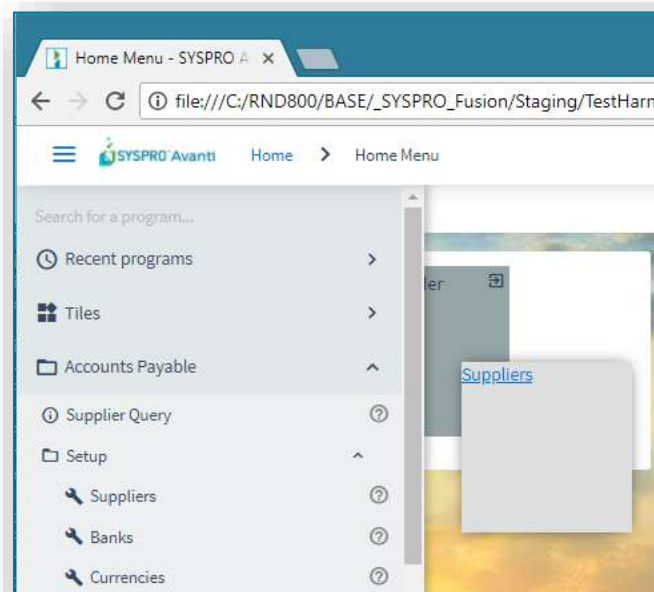 Home Menu - SYSPRO A
file:///C:/RND800/BASE/_SYSPRO_Fusion/Staging/TestHarn
SYSPRO Avanti Home > Home Menu
Search for a program...
Recent programs
Tiles
Accounts Payable
Supplier Query
Setup
Suppliers
Banks
Currencies
ler
Suppliers